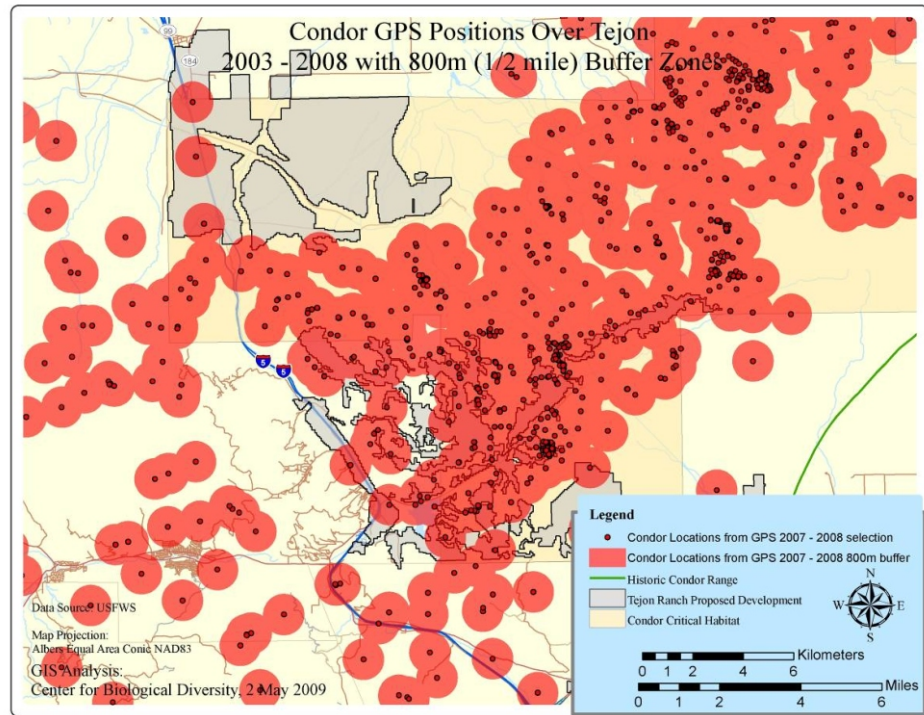 Condor GPS Positions Over Tejon
2003 - 2008 with 800m (1/2 mile) Buffer Zones
99
184
5
5
Legend
Condor Locations from GPS 2007 - 2008 selection
Condor Locations from GPS 2007 - 2008 800m buffer
Historic Condor Range
Tejon Ranch Proposed Development
Condor Critical Habitat
N
W E
S
0 1 2 4 6 Kilometers
0 1 2 4 6 Miles
Data Source: USFWS
Map Projection:
Albers Equal Area Conic NAD83
GIS Analysis:
Center for Biological Diversity, 2 May 2009